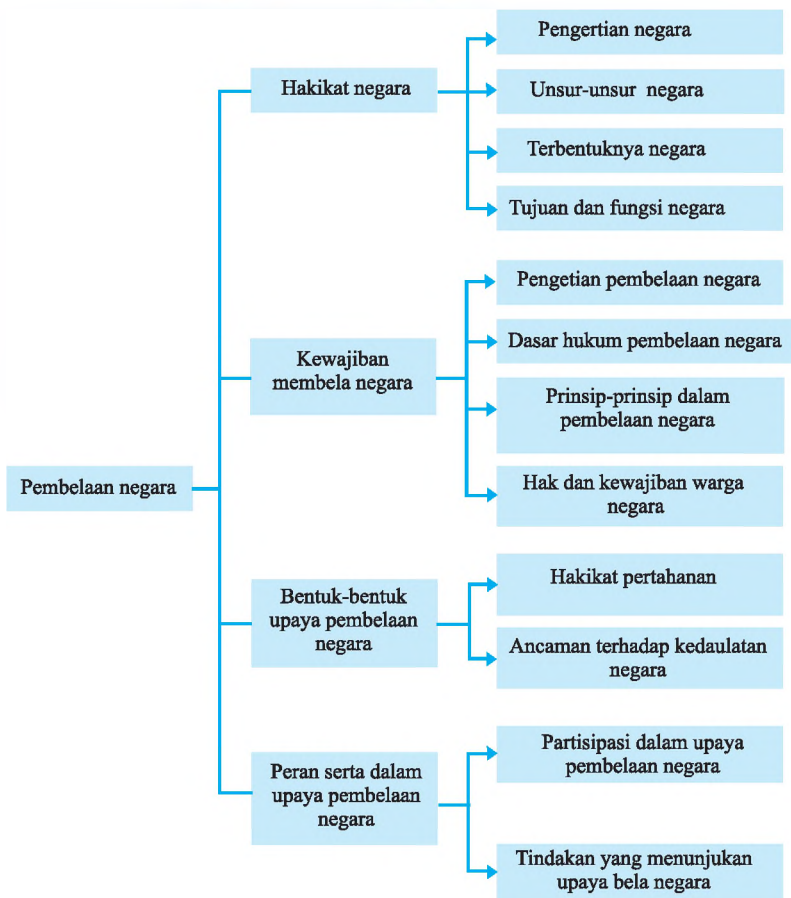 Pembelaan negara
Hakikat negara
Pengertian negara
Unsur-unsur negara
Terbentuknya negara
Tujuan dan fungsi negara
Kewajiban
membela negara
Pengetian pembelaan negara
Dasar hukum pembelaan negara
Prinsip-prinsip dalam
pembelaan negara
Hak dan kewajiban warga
negara
Bentuk-bentuk
upaya pembelaan
negara
Hakikat pertahanan
Ancaman terhadap kedaulatan
negara
Peran serta dalam
upaya pembelaan
negara
Partisipasi dalam upaya
pembelaan negara
Tindakan yang menunjukan
upaya bela negara